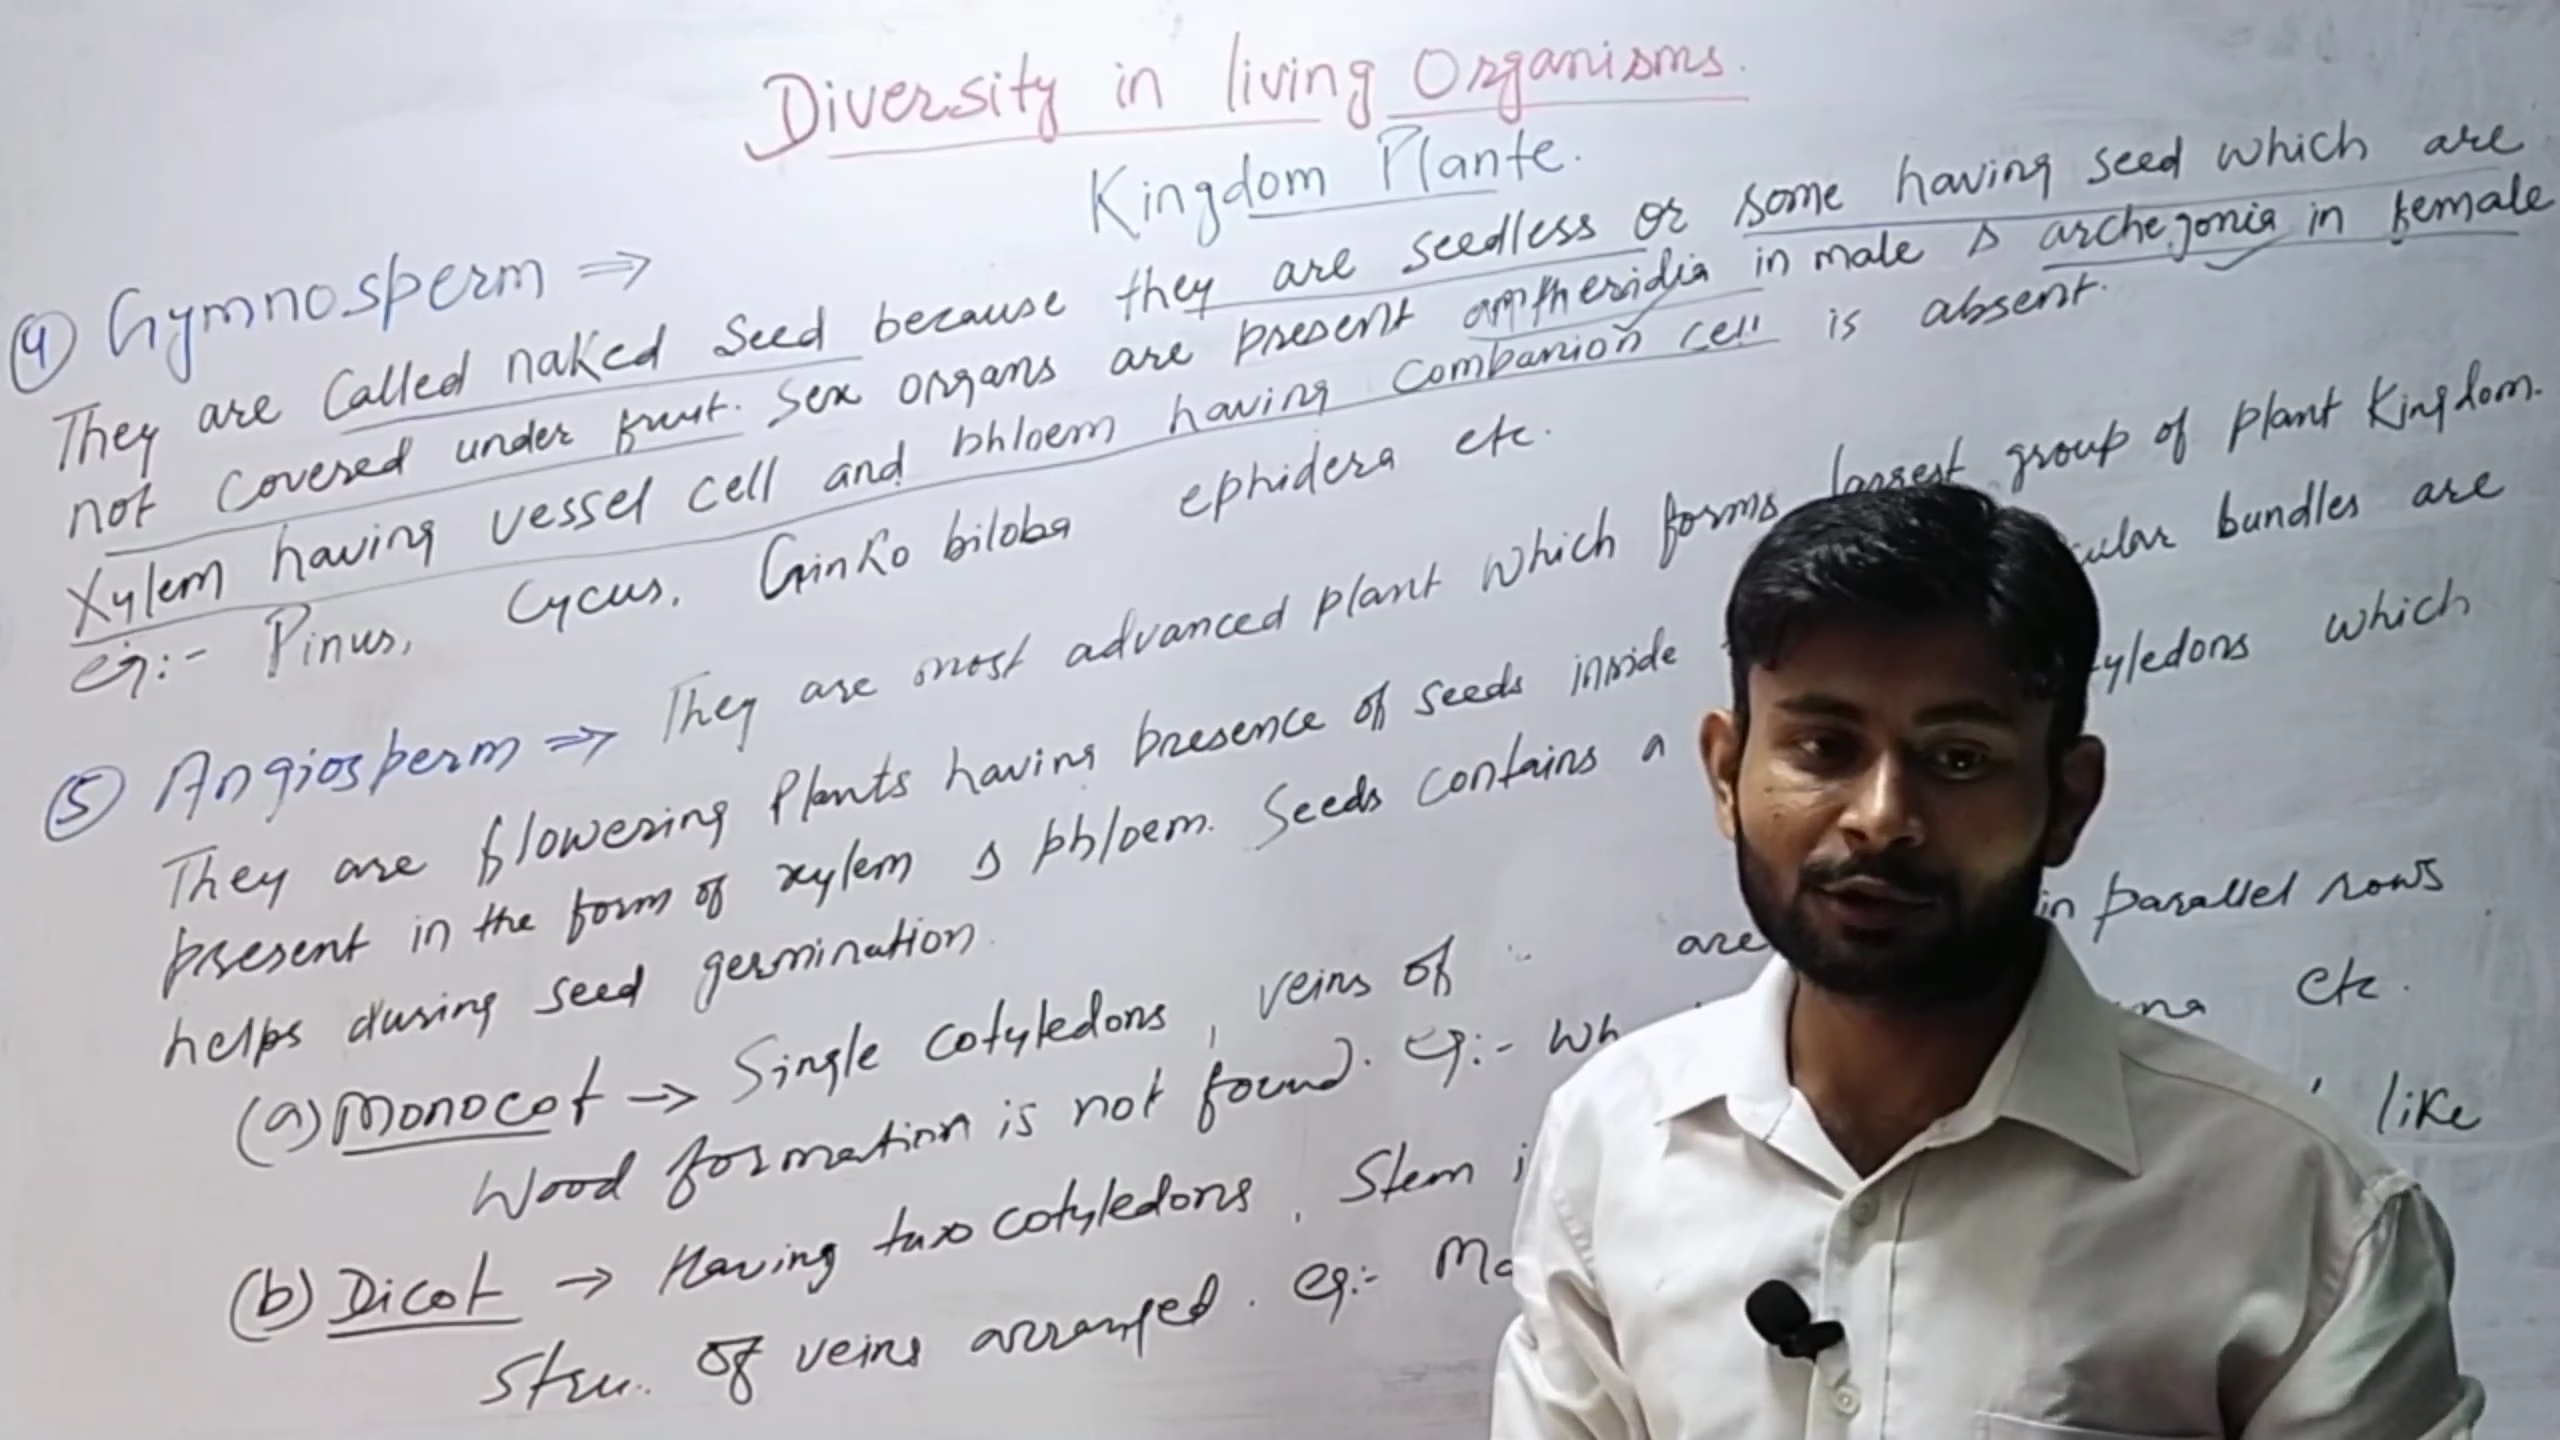 Diversity in living Organisms.
Kingdom Plante.
(4) Gymnosperm ⇒
They are Called naked Seed because they are seedless or some having seed which are
not covered under fruit. Sex organs are present antheridia in male & archegonia in female
Xylem having vessel cell and phloem having Companion cell is absent.
eg:- Pinus, Cycus, Ginko biloba ephidera etc.
(5) Angiosperm ⇒ They are most advanced plant which forms largest group of plant Kingdom.
They are flowering Plants having presence of seeds inside bundles are
present in the form of xylem & phloem. Seeds contains a which
helps during seed germination.
(a) Monocot → Single cotyledons, veins of are in parallel rows
Wood formation is not found. eg:- etc.
(b) Dicot → Having two cotyledons, Stem like
Stru.. of veins arranged. eg:-